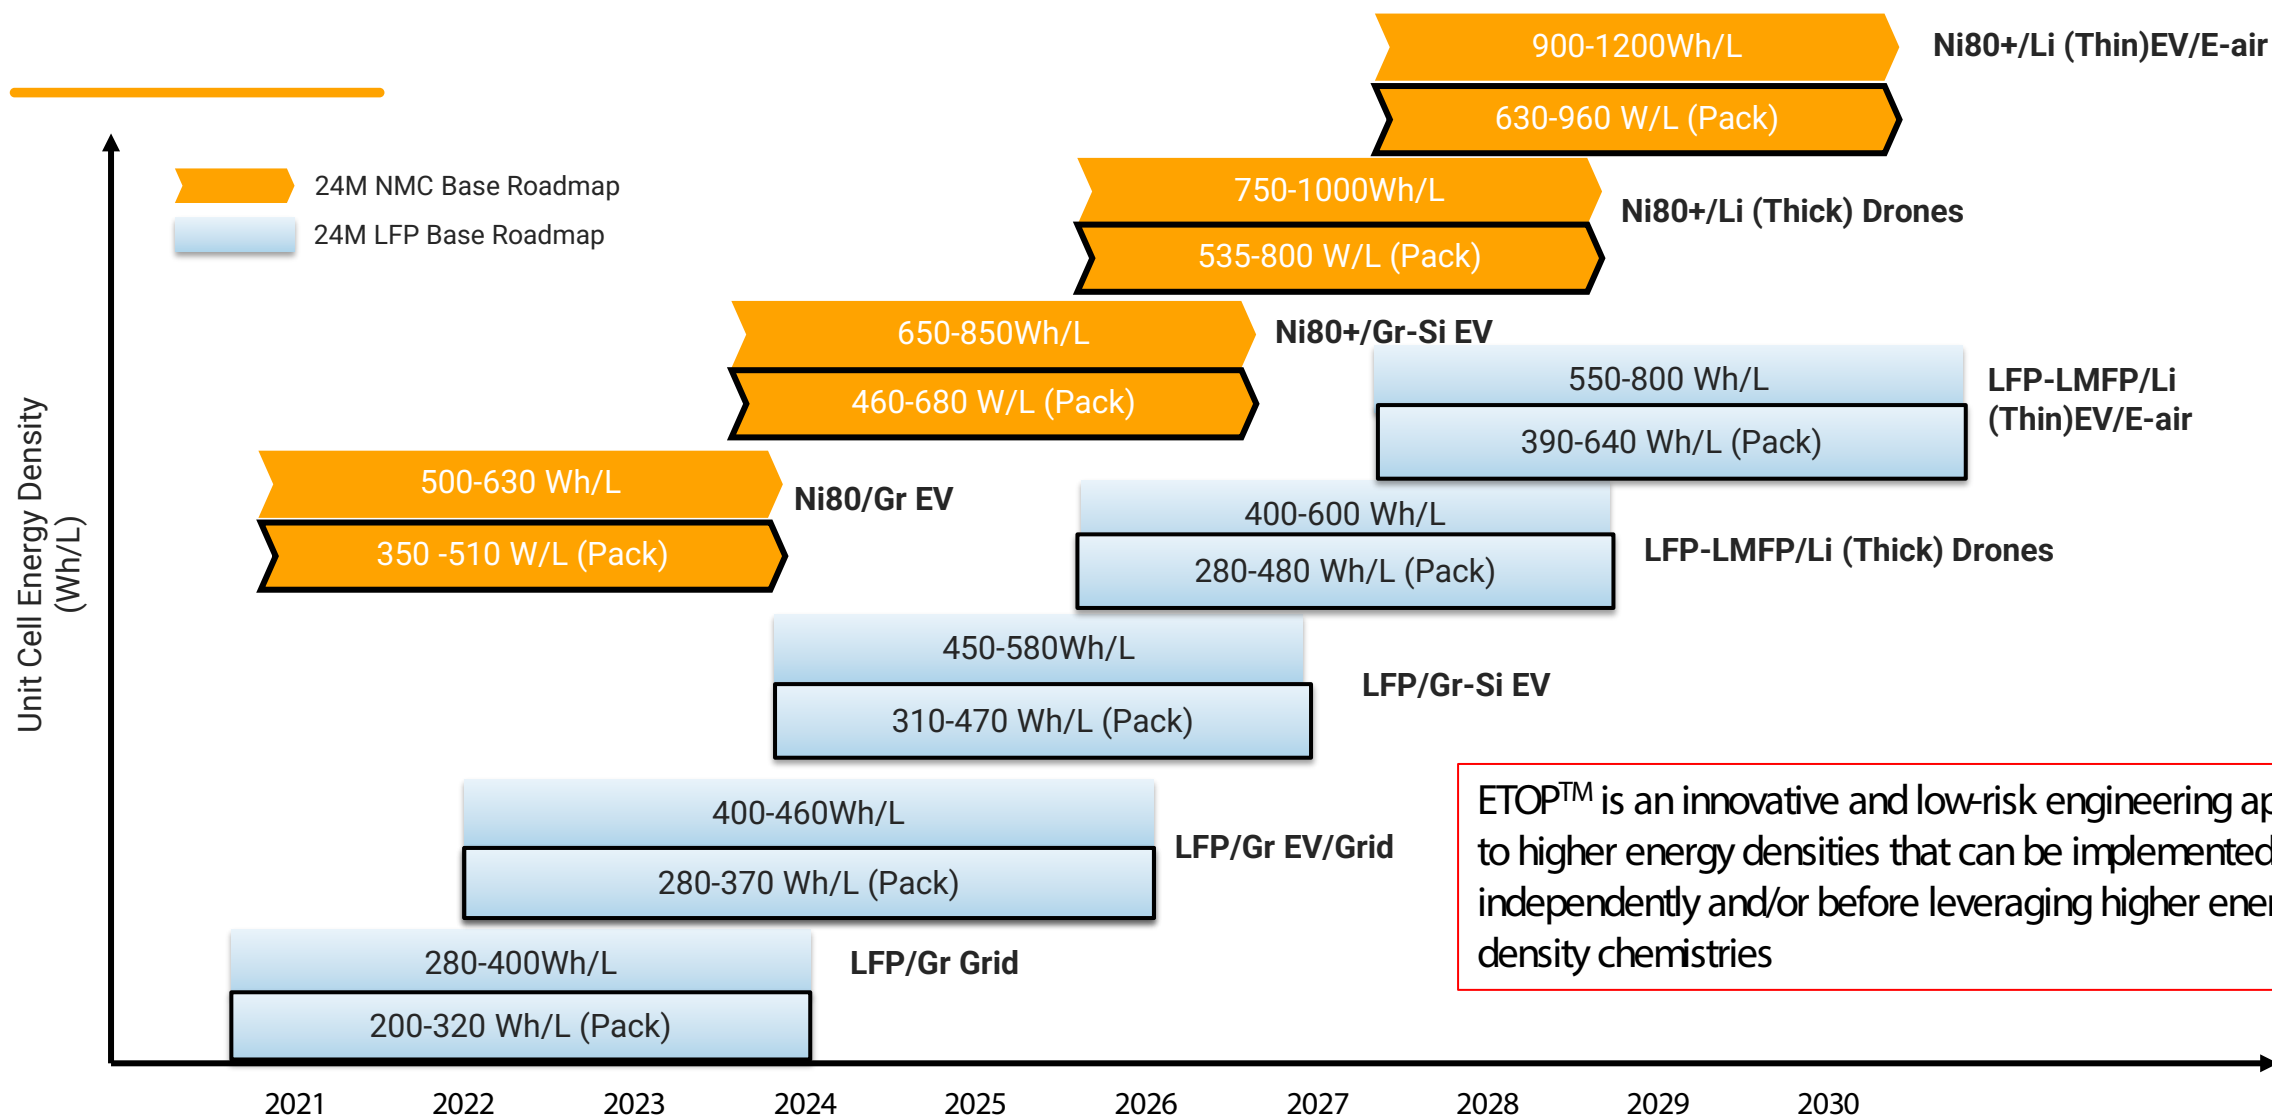 900-1200Wh/L
Ni80+/Li (Thin)EV/E-air
630-960 W/L (Pack)
24M NMC Base Roadmap
24M LFP Base Roadmap
750-1000Wh/L
Ni80+/Li (Thick) Drones
535-800 W/L (Pack)
650-850Wh/L
Ni80+/Gr-Si EV
460-680 W/L (Pack)
550-800 Wh/L
LFP-LMFP/Li
(Thin)EV/E-air
390-640 Wh/L (Pack)
500-630 Wh/L
Ni80/Gr EV
350 -510 W/L (Pack)
400-600 Wh/L
LFP-LMFP/Li (Thick) Drones
280-480 Wh/L (Pack)
Unit Cell Energy Density
(Wh/L)
450-580Wh/L
LFP/Gr-Si EV
310-470 Wh/L (Pack)
400-460Wh/L
LFP/Gr EV/Grid
280-370 Wh/L (Pack)
ETOP™ is an innovative and low-risk engineering
to higher energy densities that can be implemented
independently and/or before leveraging higher
density chemistries
280-400Wh/L
LFP/Gr Grid
200-320 Wh/L (Pack)
2021 2022 2023 2024 2025 2026 2027 2028 2029 2030